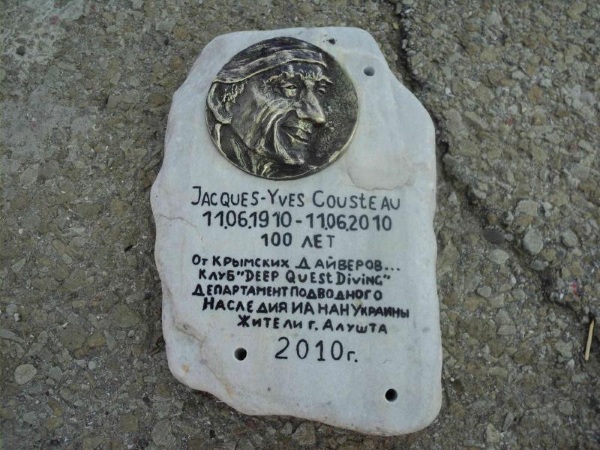 JACQUES-YVES COUSTEAU
11.06.1910-11.06.2010
100 ЛЕТ
ОТ КРЫМСКИХ ДАЙВЕРОВ...
КЛУБ "DEEP QUEST DIVING"
ДЕПАРТАМЕНТ ПОДВОДНОГО
НАСЛЕДИЯ ИА НАН УКРАИНЫ
ЖИТЕЛИ г. АЛУШТА
2010г.